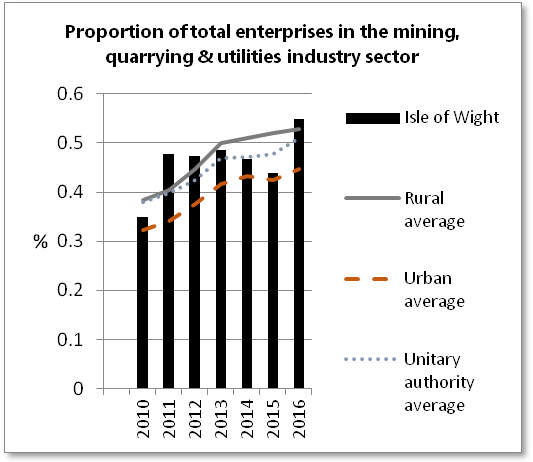 Proportion of total enterprises in the mining,
quarrying & utilities industry sector
0.6
0.5
0.4
0.3
0.2
0.1
0
%
2010
2011
2012
2013
2014
2015
2016
Isle of Wight
Rural
average
Urban
average
Unitary
authority
average